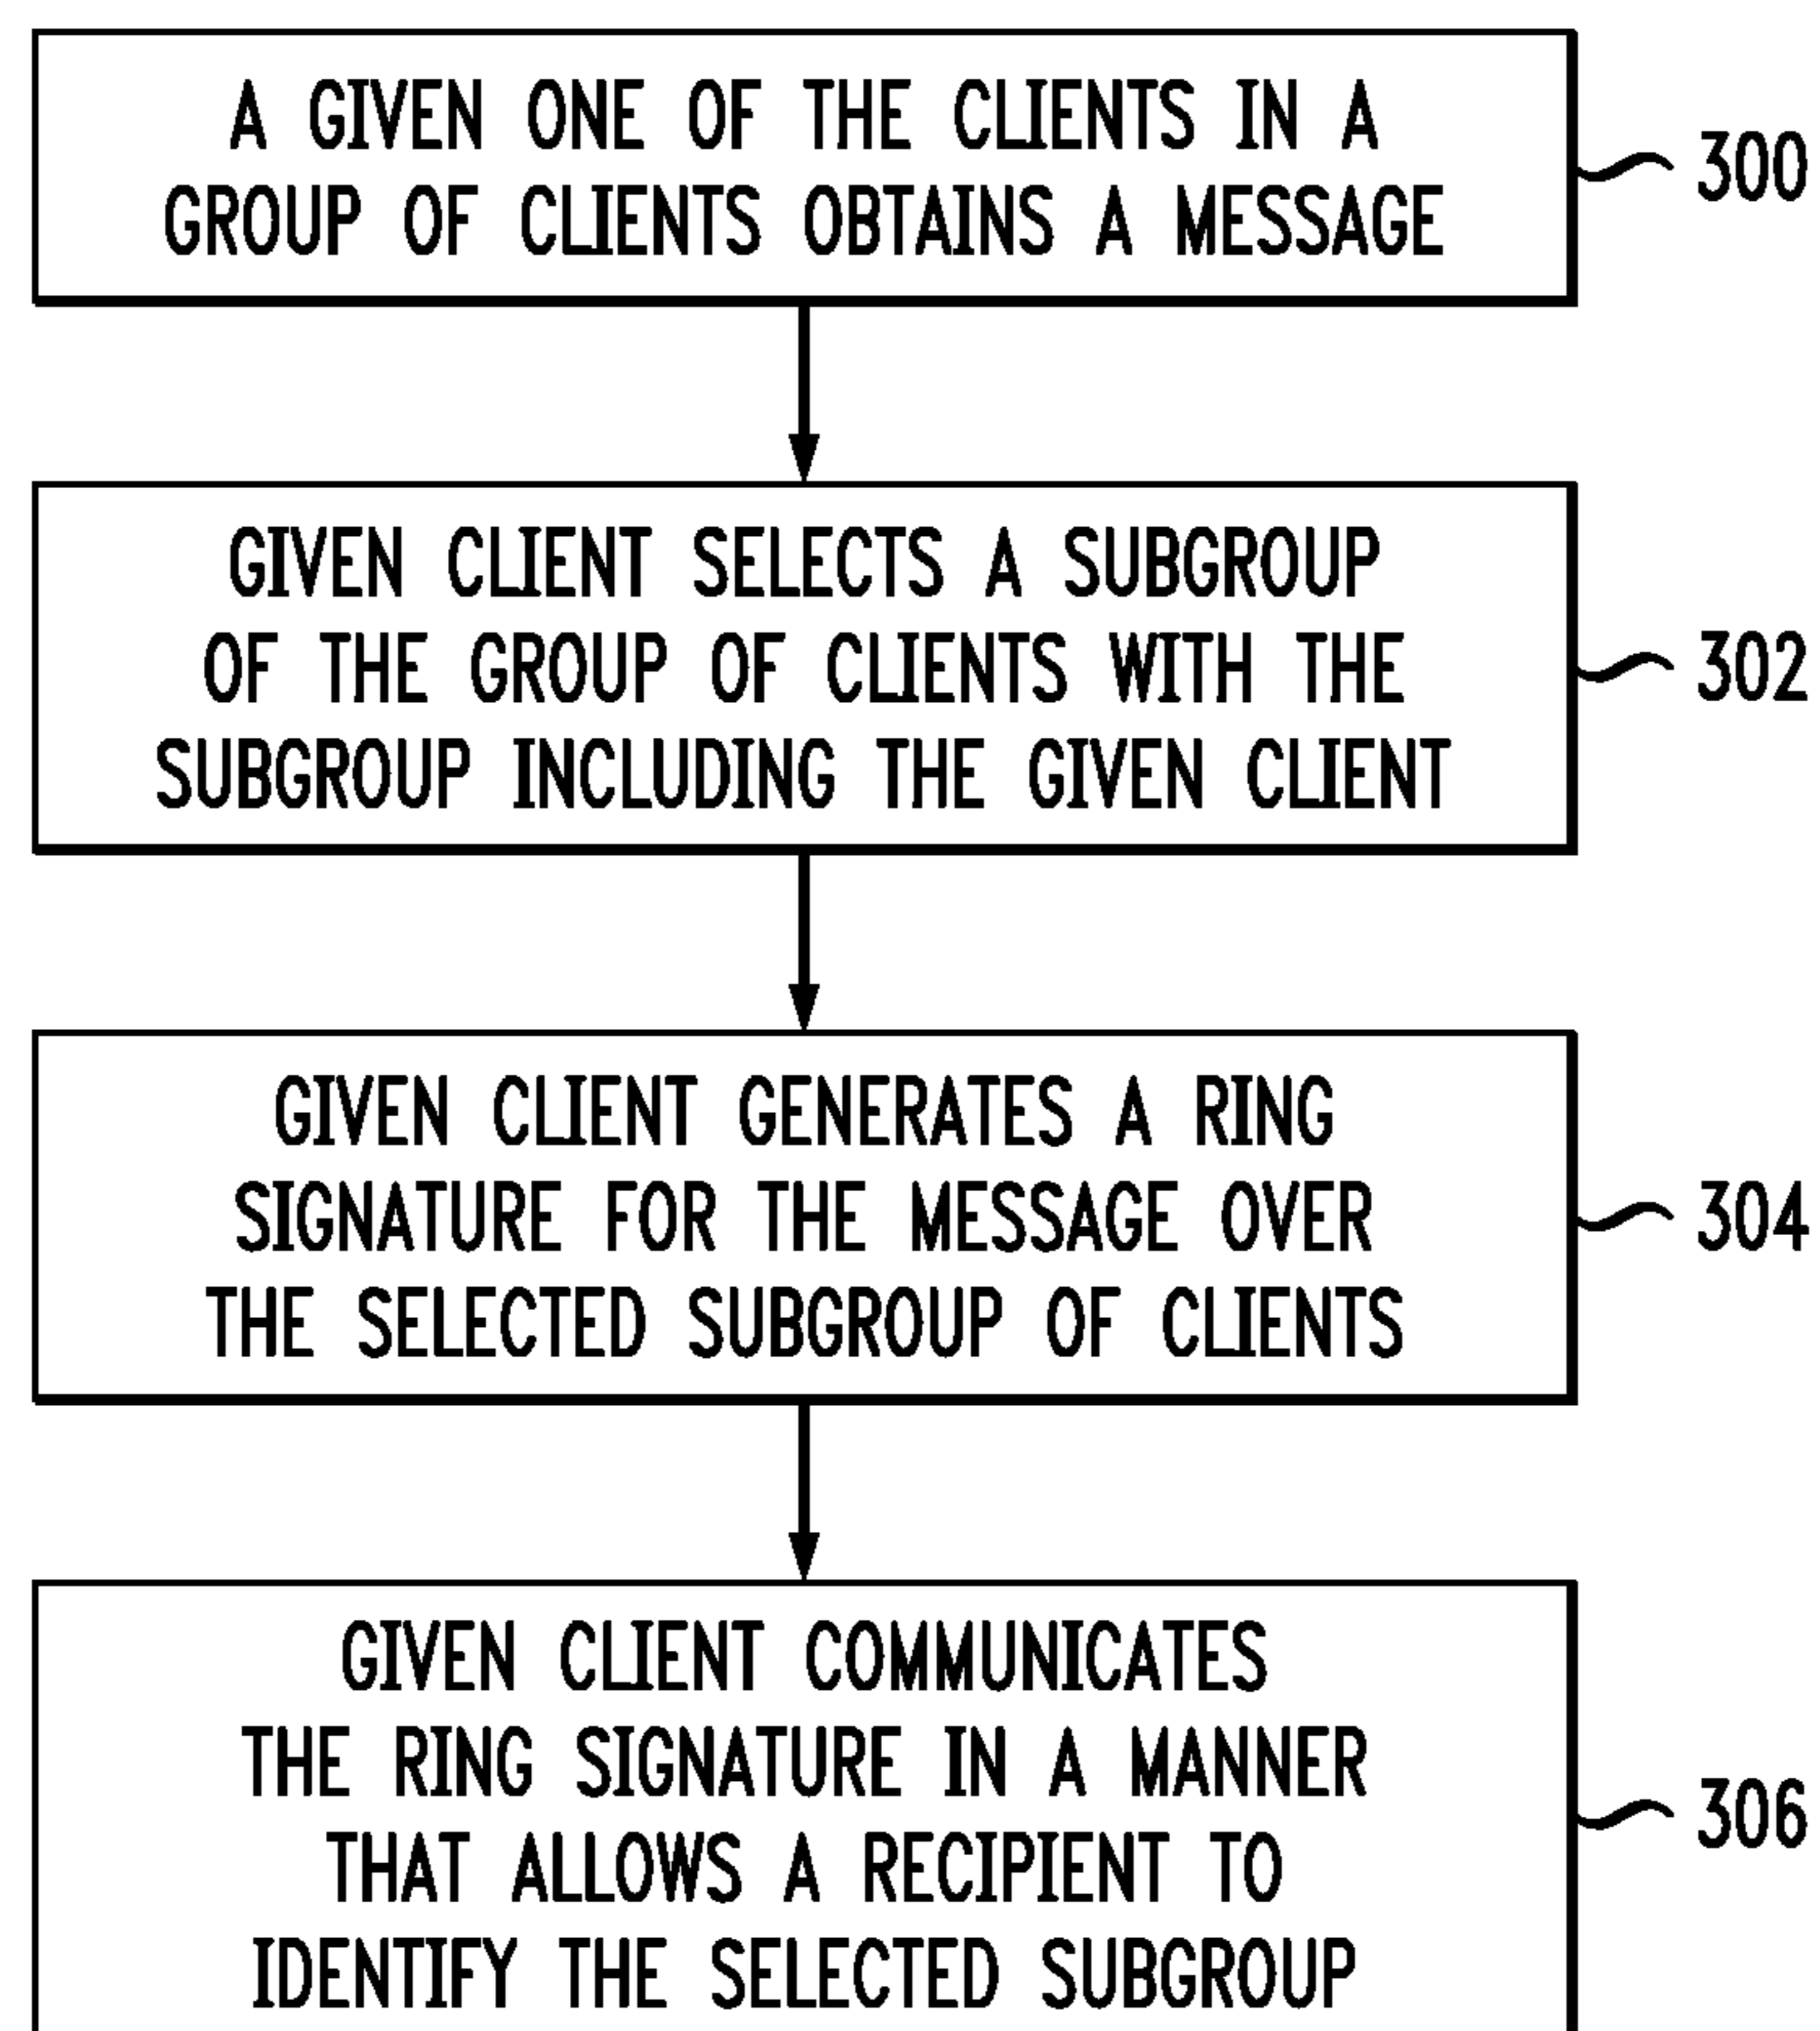 A GIVEN ONE OF THE CLIENTS IN A
GROUP OF CLIENTS OBTAINS A MESSAGE
300
GIVEN CLIENT SELECTS A SUBGROUP
OF THE GROUP OF CLIENTS WITH THE
SUBGROUP INCLUDING THE GIVEN CLIENT
302
GIVEN CLIENT GENERATES A RING
SIGNATURE FOR THE MESSAGE OVER
THE SELECTED SUBGROUP OF CLIENTS
304
GIVEN CLIENT COMMUNICATES
THE RING SIGNATURE IN A MANNER
THAT ALLOWS A RECIPIENT TO
IDENTIFY THE SELECTED SUBGROUP
306